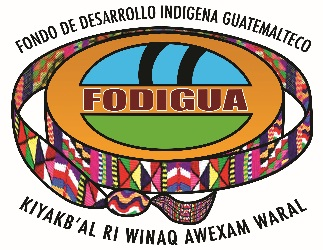 FONDO DE DESARROLLO INDIGENA GUATEMALTECO
FODIGUA
KIYAKB'AL RI WINAQ AWEXAM WARAL